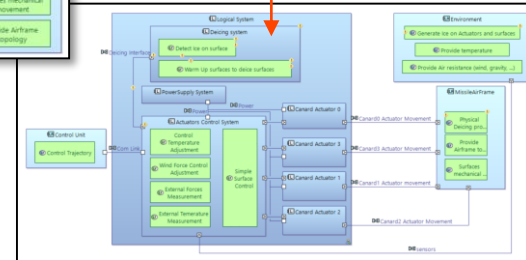 es mechanical
ovement
de Airframe
opology
Logical System
Deicing system
Detect ice on surface
Warm Up surfaces to deice surfaces
Deicing Interface
PowerSupply System
Power
Power
Actuators Control System
Control
Temperature
Adjustment
Wind Force Control
Adjustment
External Forces
Measurement
External Temerature
Measurement
Simple
Surface
Control
Control Unit
Control Trajectory
Com Link
Canard Actuator 0
Canard Actuator 3
Canard Actuator 1
Canard Actuator 2
Canard0 Actuator Movement
Canard3 Actuator Movement
Canard1 Actuator movement
Canard2 Actuator Movement
sensors
Environment
Generate Ice on Actuators and surfaces
Provide temperature
Provide Air resistance (wind, gravity, ...)
MissileAirFrame
Physical
Deicing pro...
Provide
Airframe to...
Surfaces
mechanical ...